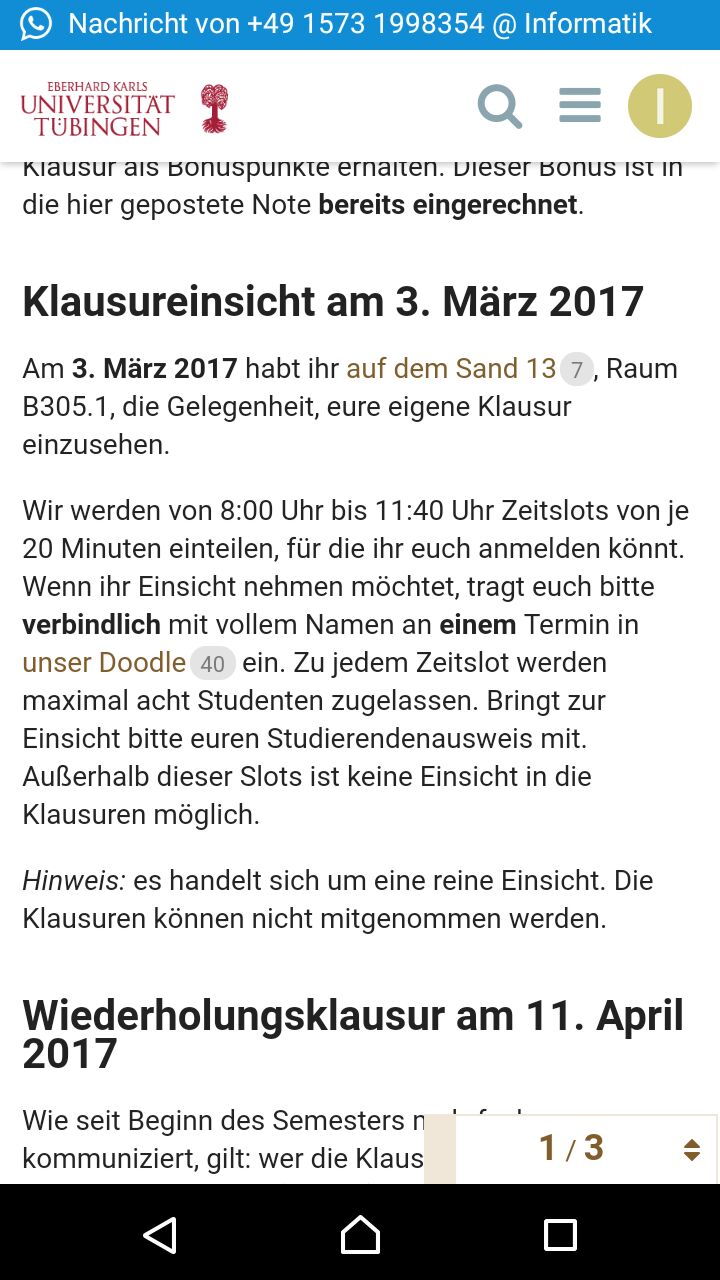 Nachricht von +49 1573 1998354 @ Informatik
EBERHARD KARLS
UNIVERSITÄT
TÜBINGEN
I
Klausur als Bonuspunkte erhalten. Dieser Bonus ist in
die hier gepostete Note bereits eingerechnet.
Klausureinsicht am 3. März 2017
Am 3. März 2017 habt ihr auf dem Sand 13 7, Raum
B305.1, die Gelegenheit, eure eigene Klausur
einzusehen.
Wir werden von 8:00 Uhr bis 11:40 Uhr Zeitslots von je
20 Minuten einteilen, für die ihr euch anmelden könnt.
Wenn ihr Einsicht nehmen möchtet, tragt euch bitte
verbindlich mit vollem Namen an einem Termin in
unser Doodle 40 ein. Zu jedem Zeitslot werden
maximal acht Studenten zugelassen. Bringt zur
Einsicht bitte euren Studierendenausweis mit.
Außerhalb dieser Slots ist keine Einsicht in die
Klausuren möglich.
Hinweis: es handelt sich um eine reine Einsicht. Die
Klausuren können nicht mitgenommen werden.
Wiederholungsklausur am 11. April
2017
Wie seit Beginn des Semesters
kommuniziert, gilt: wer die Klaus
1 / 3